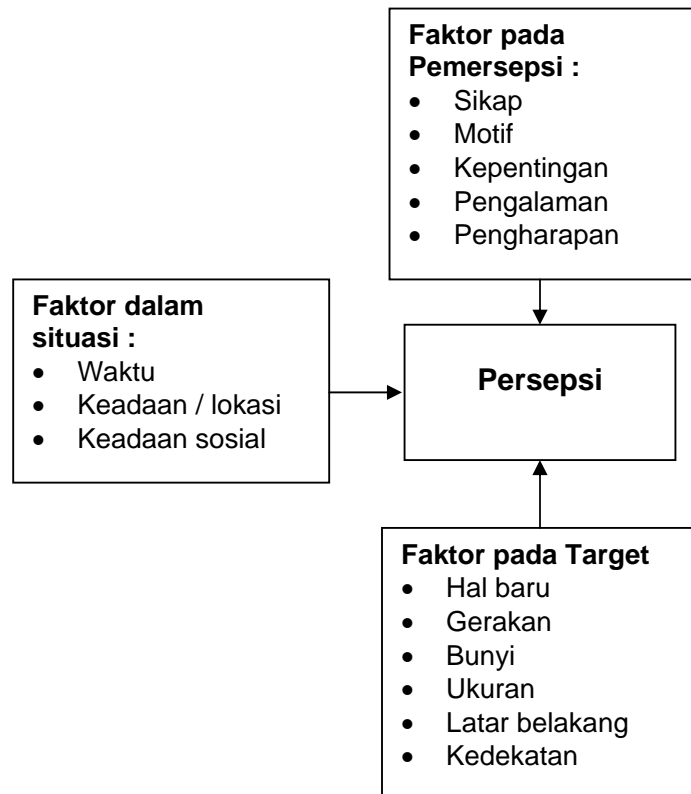 Faktor pada
Pemersepsi :
• Sikap
• Motif
• Kepentingan
• Pengalaman
• Pengharapan
Faktor dalam
situasi :
• Waktu
• Keadaan / lokasi
• Keadaan sosial
Persepsi
Faktor pada Target
• Hal baru
• Gerakan
• Bunyi
• Ukuran
• Latar belakang
• Kedekatan